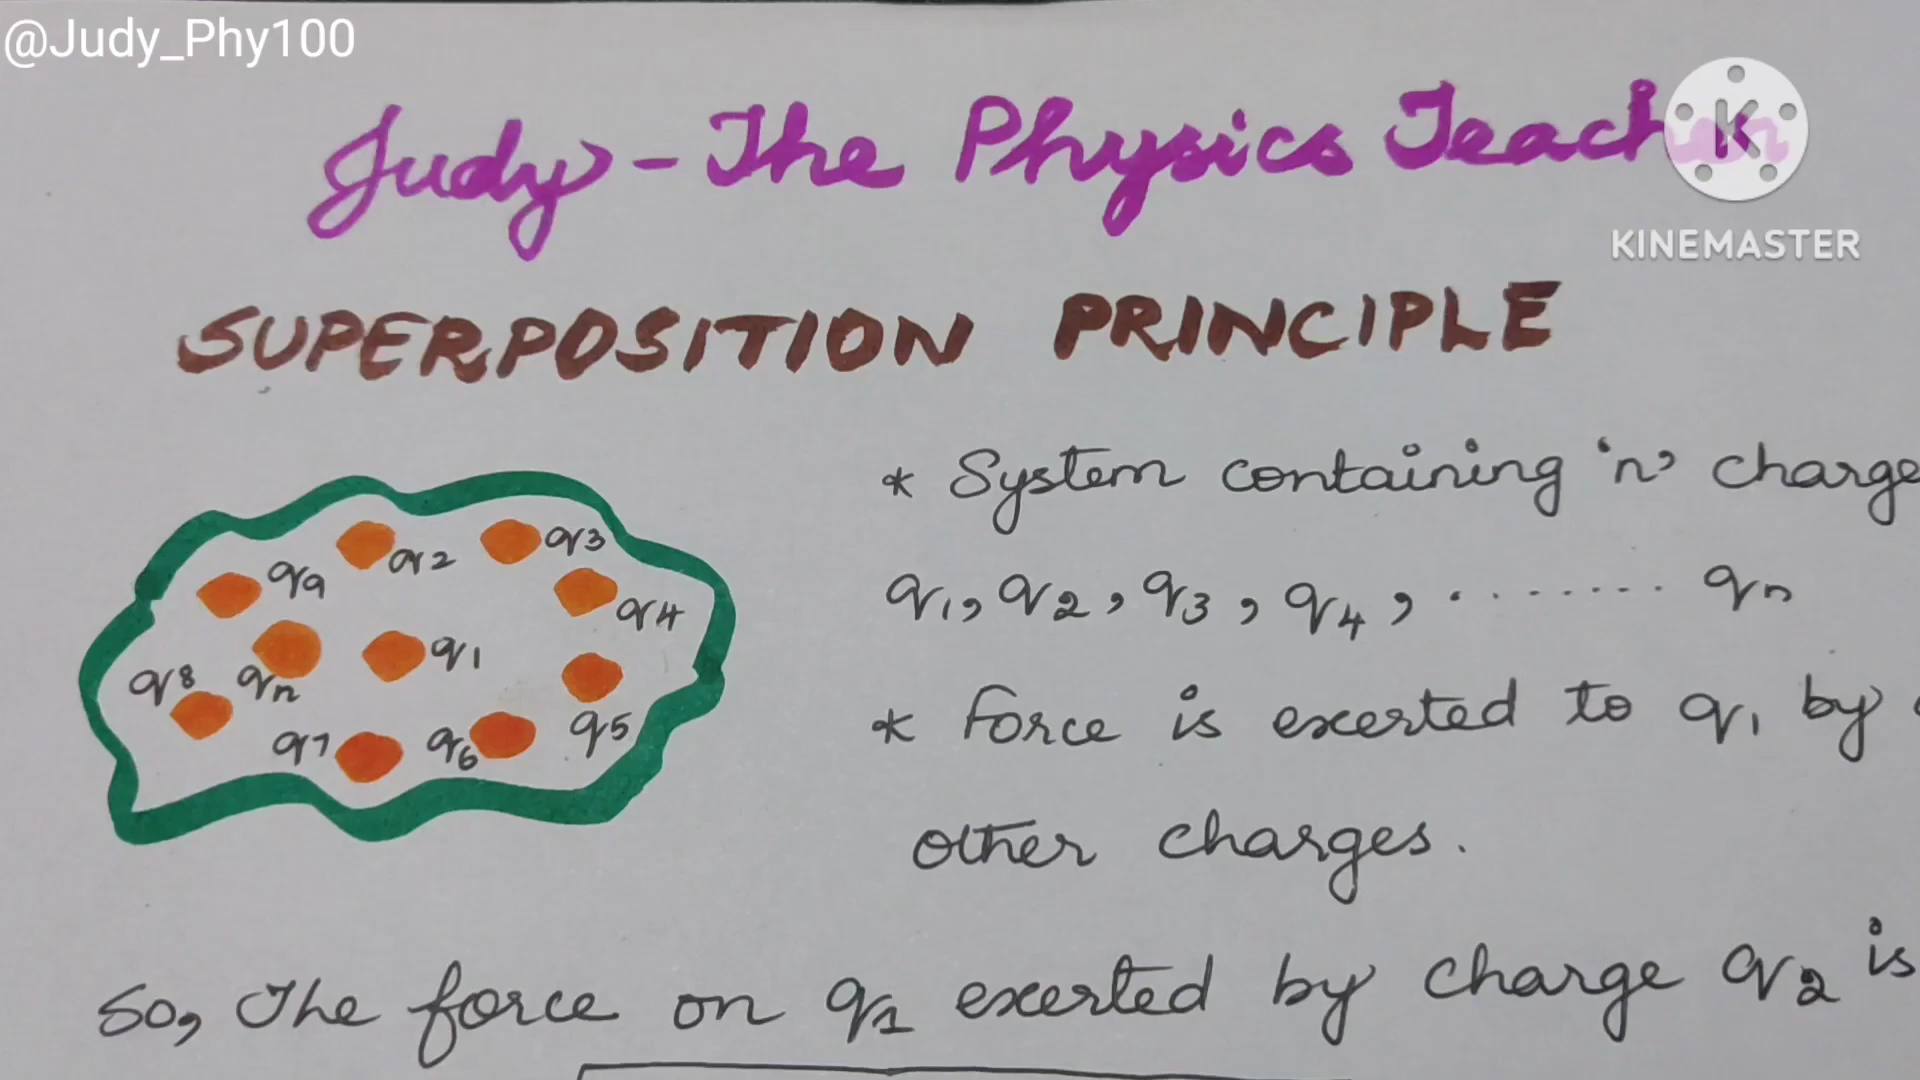 @Judy_Phy100
Judy - The Physics Teach
K
KINEMASTER
SUPERPOSITION PRINCIPLE
* System containing 'n' charge
q1, q2, q3, q4, ........ qn
* Force is exerted to q1 by
other charges.
q2 q3
q9
q4
q1
q8 qn
q5
q7 q6
So, The force on q1 exerted by charge q2 is